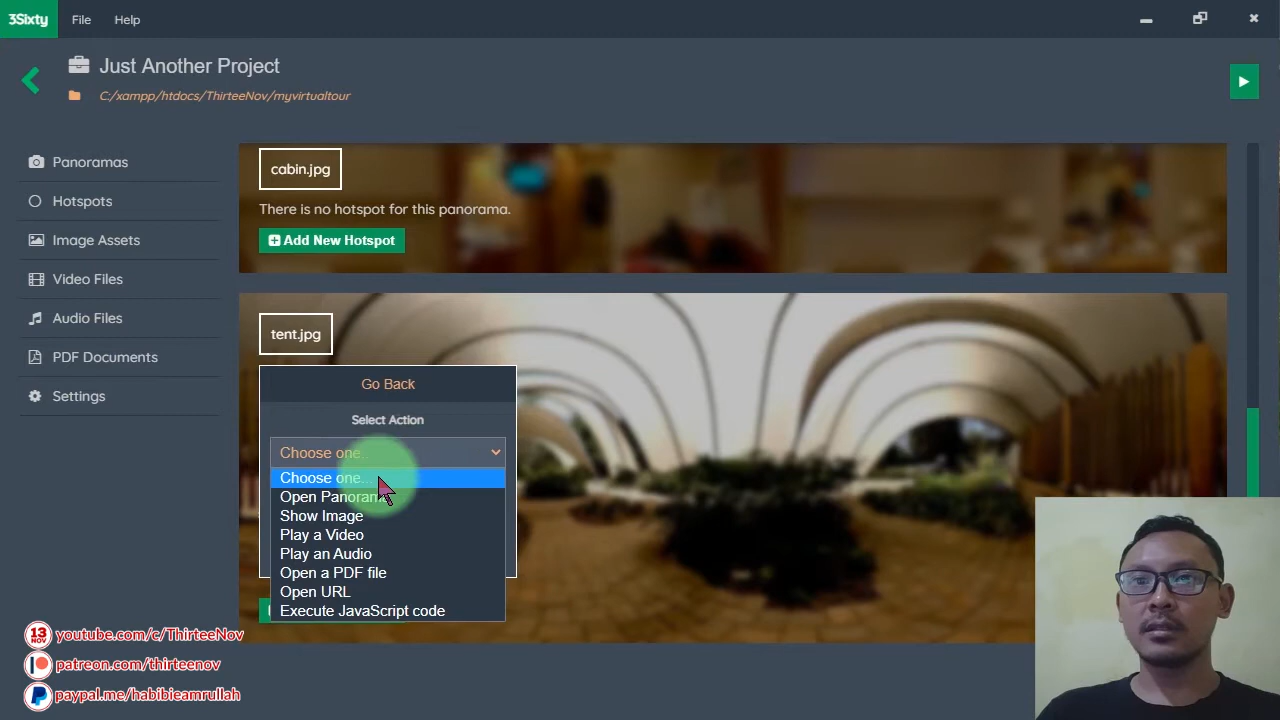 3Sixty File Help
Just Another Project
C:/xampp/htdocs/ThirteeNov/myvirtualtour
Panoramas
Hotspots
Image Assets
Video Files
Audio Files
PDF Documents
Settings
cabin.jpg
There is no hotspot for this panorama.
Add New Hotspot
tent.jpg
Go Back
Select Action
Choose one..
Choose one...
Open Panorama
Show Image
Play a Video
Play an Audio
Open a PDF file
Open URL
Execute JavaScript code
13 NOV youtube.com/c/ThirteeNov
patreon.com/thirteenov
paypal.me/habibieamrullah